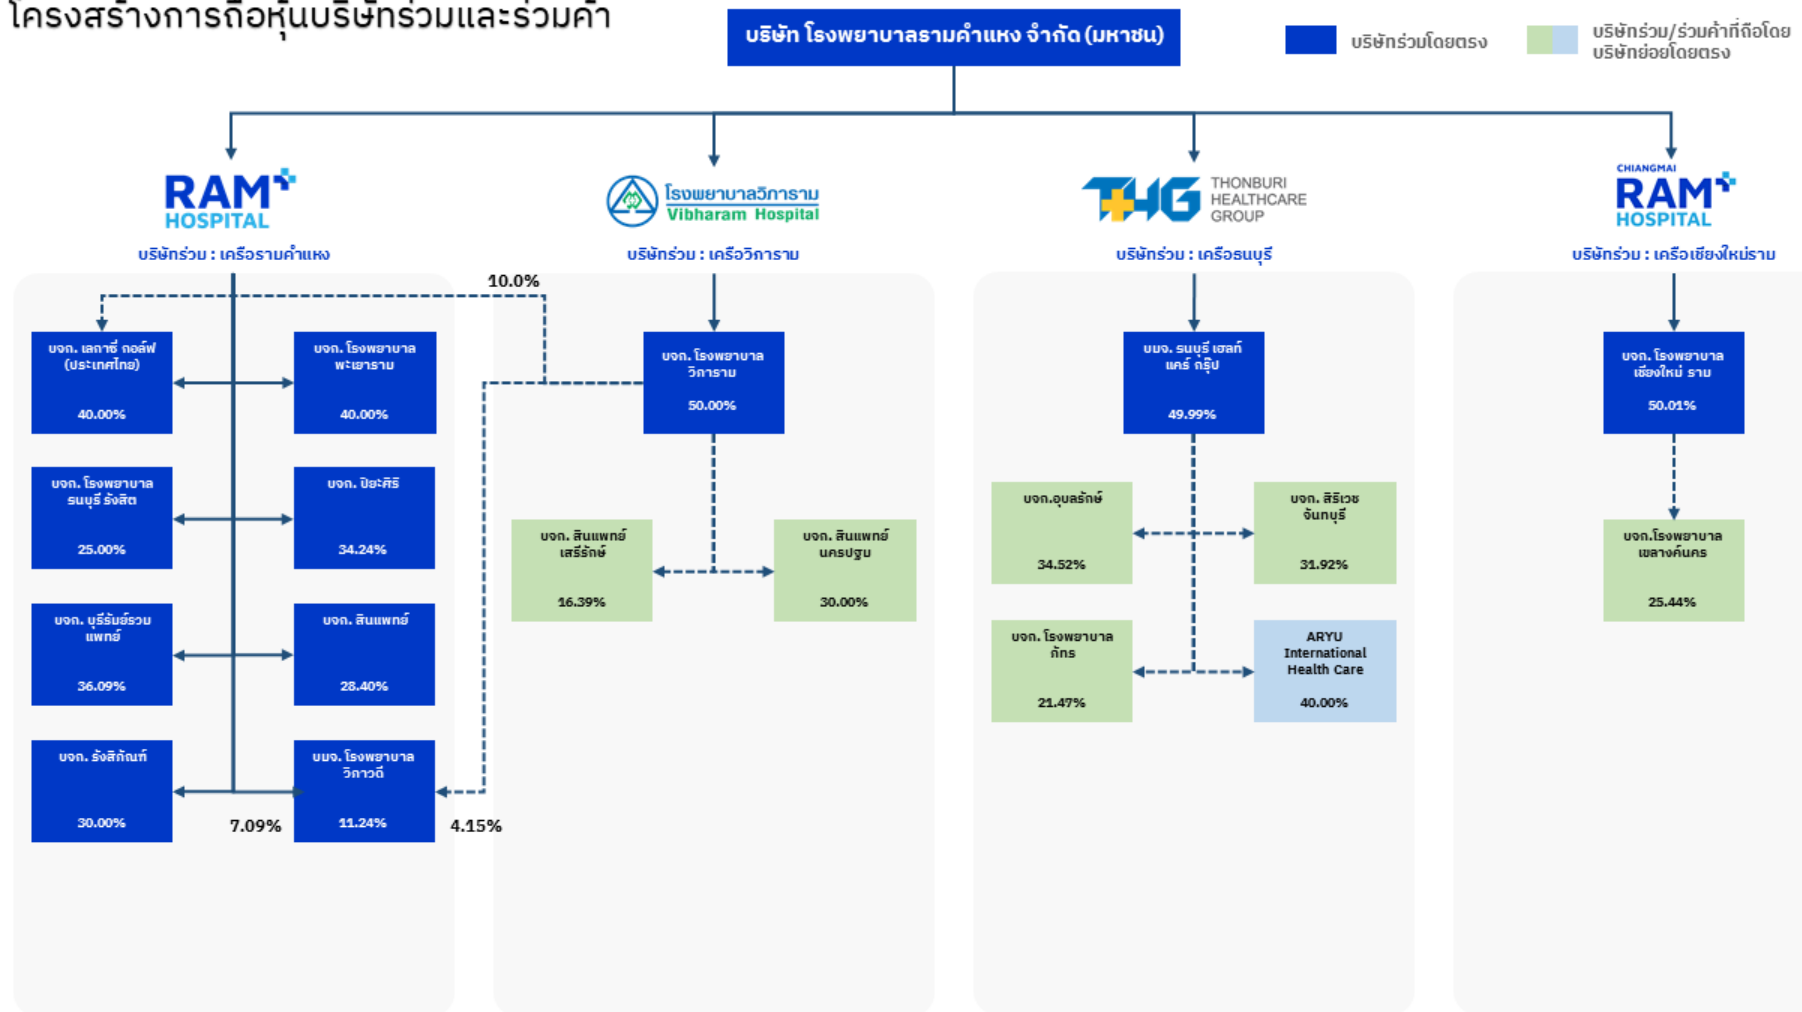 โครงสร้างการถือหุ้นบริษัทร่วมและร่วมค้า
บริษัท โรงพยาบาลรามคำแหง จำกัด (มหาชน)
บริษัทร่วมโดยตรง
บริษัทร่วม/ร่วมค้าที่ถือโดย
บริษัทย่อยโดยตรง
RAM
HOSPITAL
บริษัทร่วม : เครือรามคำแหง
โรงพยาบาลวิภาราม
Vibharam Hospital
บริษัทร่วม : เครือวิภาราม
THG
THONBURI
HEALTHCARE
GROUP
บริษัทร่วม : เครือธนบุรี
CHIANGMAI
RAM
HOSPITAL
บริษัทร่วม : เครือเชียงใหม่ราม
10.0%
บจก. เลกาซี่ กอล์ฟ
(ประเทศไทย)
40.00%
บจก. โรงพยาบาล
พะเยาราม
40.00%
บจก. โรงพยาบาล
ธนบุรี รังสิต
25.00%
บจก. ปิยะศิริ
34.24%
บจก. บุรีรัมย์รวม
แพทย์
36.09%
บจก. สินแพทย์
28.40%
บจก. รังสิภัณฑ์
30.00%
7.09%
บมจ. โรงพยาบาล
วิภาวดี
11.24%
4.15%
บจก. โรงพยาบาล
วิภาราม
50.00%
บจก. สินแพทย์
เสรีรักษ์
16.39%
บจก. สินแพทย์
นครปฐม
30.00%
บมจ. ธนบุรี เฮลท์
แคร์ กรุ๊ป
49.99%
บจก.อุบลรักษ์
34.52%
บจก. สิริเวช
จันทบุรี
31.92%
บจก. โรงพยาบาล
ภัทร
21.47%
ARYU
International
Health Care
40.00%
บจก. โรงพยาบาล
เชียงใหม่ ราม
50.01%
บจก.โรงพยาบาล
เขลางค์นคร
25.44%